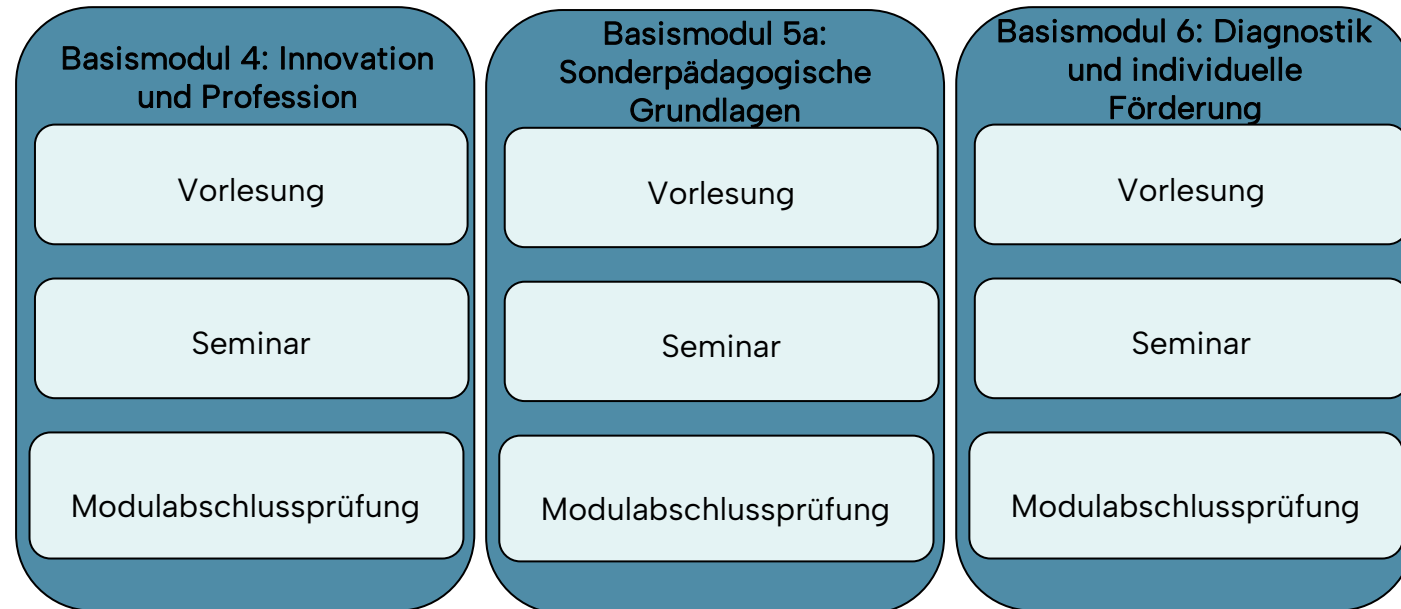 Basismodul 4: Innovation
und Profession
Vorlesung
Seminar
Modulabschlussprüfung
Basismodul 5a:
Sonderpädagogische
Grundlagen
Vorlesung
Seminar
Modulabschlussprüfung
Basismodul 6: Diagnostik
und individuelle
Förderung
Vorlesung
Seminar
Modulabschlussprüfung